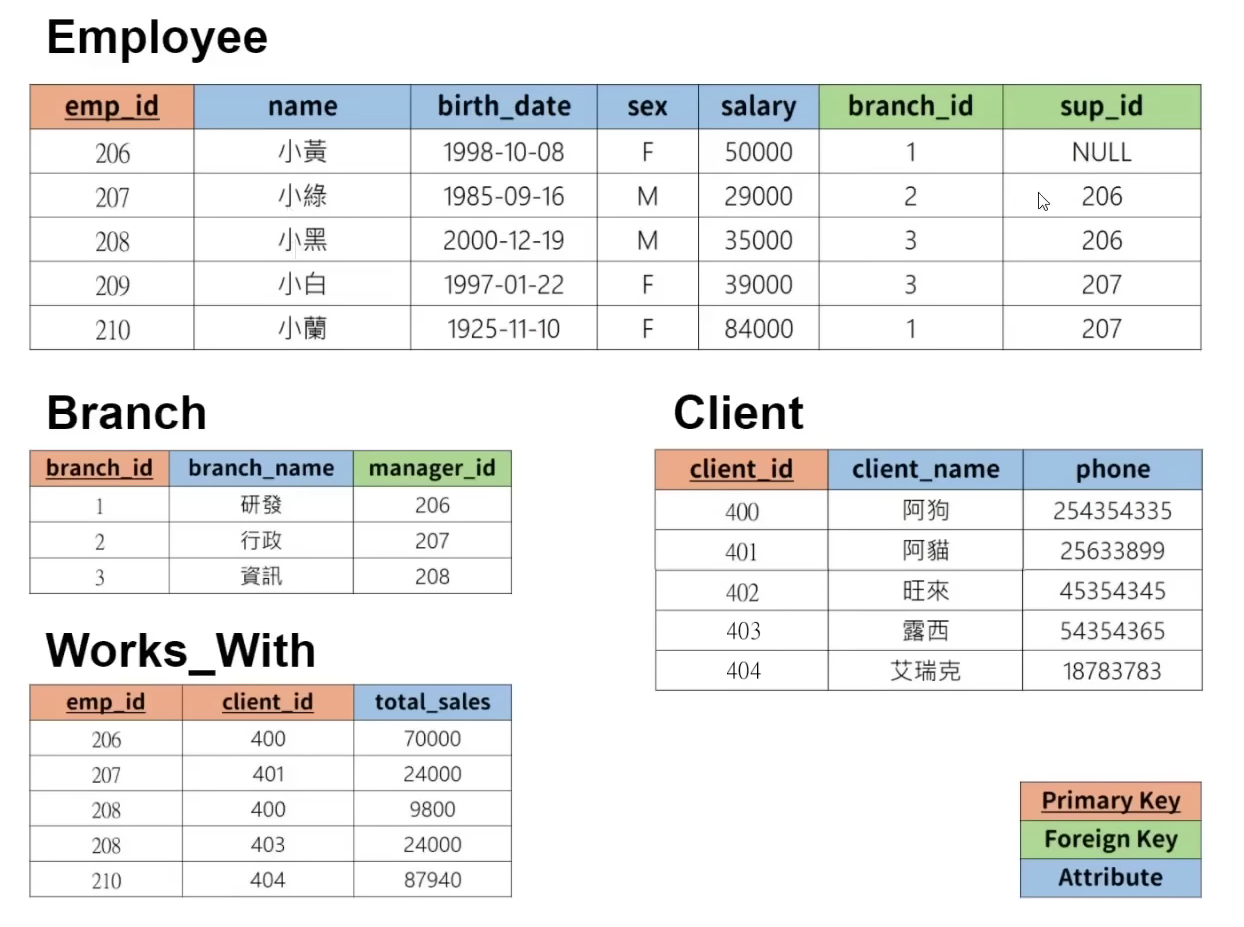 Employee
emp_id name birth_date sex salary branch_id sup_id
206 小黃 1998-10-08 F 50000 1 NULL
207 小綠 1985-09-16 M 29000 2 206
208 小黑 2000-12-19 M 35000 3 206
209 小白 1997-01-22 F 39000 3 207
210 小蘭 1925-11-10 F 84000 1 207
Branch
branch_id branch_name manager_id
1 研發 206
2 行政 207
3 資訊 208
Client
client_id client_name phone
400 阿狗 254354335
401 阿貓 25633899
402 旺來 45354345
403 露西 54354365
404 艾瑞克 18783783
Works_With
emp_id client_id total_sales
206 400 70000
207 401 24000
208 400 9800
208 403 24000
210 404 87940
Primary Key
Foreign Key
Attribute